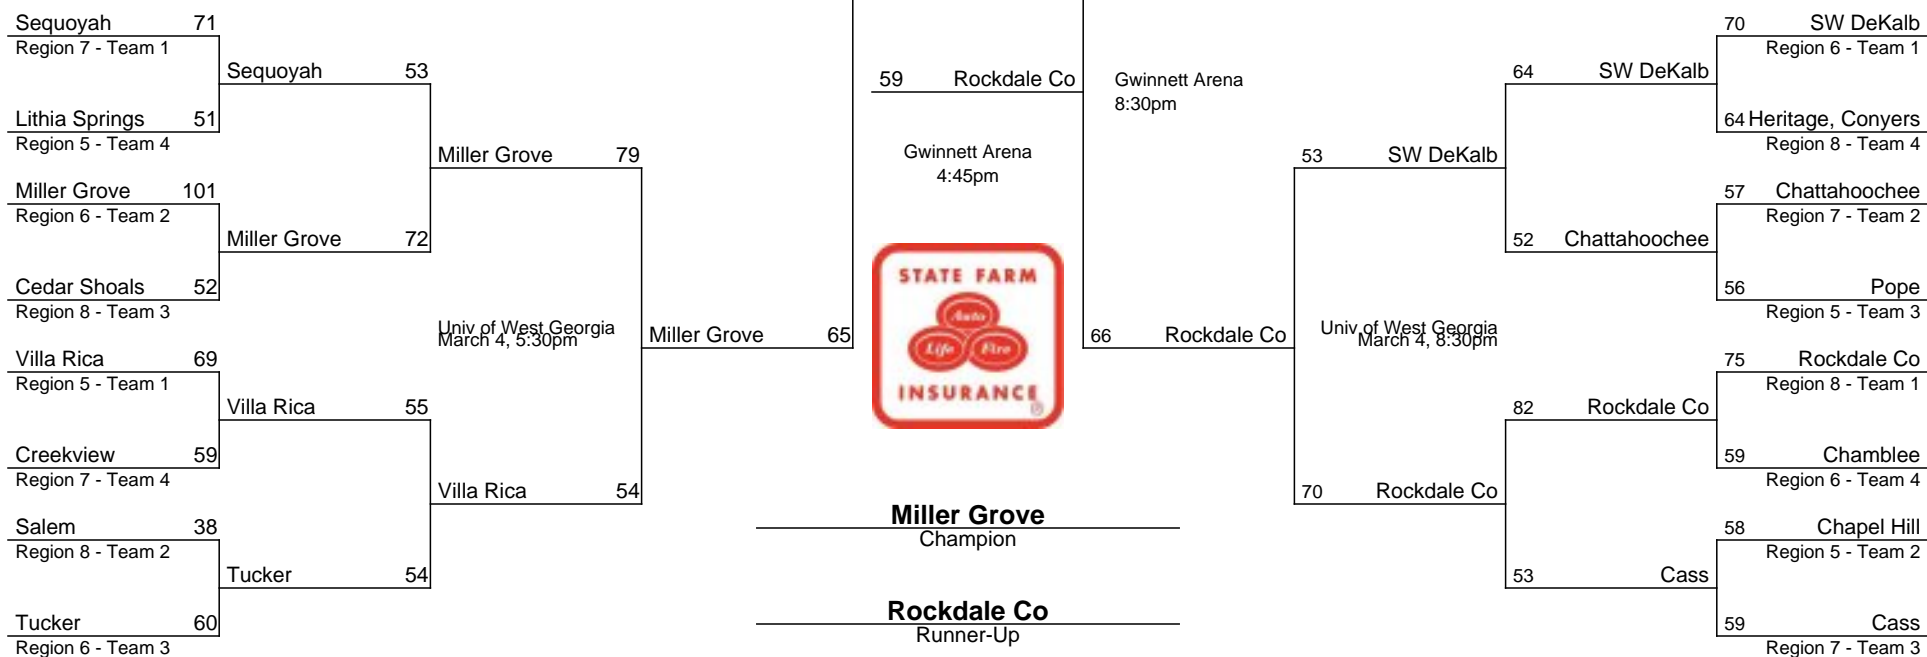 Sequoyah 71
Region 7 - Team 1
Sequoyah 53
Lithia Springs 51
Region 5 - Team 4
Miller Grove 79
Miller Grove 101
Region 6 - Team 2
Miller Grove 72
Cedar Shoals 52
Region 8 - Team 3
Univ of West Georgia
March 4, 5:30pm
Miller Grove 65
Villa Rica 69
Region 5 - Team 1
Villa Rica 55
Creekview 59
Region 7 - Team 4
Villa Rica 54
Salem 38
Region 8 - Team 2
Tucker 54
Tucker 60
Region 6 - Team 3
59 Rockdale Co
Gwinnett Arena
8:30pm
Gwinnett Arena
4:45pm
STATE FARM
Auto
Life Fire
INSURANCE
®
Miller Grove
Champion
Rockdale Co
Runner-Up
70 SW DeKalb
Region 6 - Team 1
64 SW DeKalb
64 Heritage, Conyers
Region 8 - Team 4
53 SW DeKalb
57 Chattahoochee
Region 7 - Team 2
52 Chattahoochee
56 Pope
Region 5 - Team 3
Univ of West Georgia
March 4, 8:30pm
66 Rockdale Co
75 Rockdale Co
Region 8 - Team 1
82 Rockdale Co
59 Chamblee
Region 6 - Team 4
70 Rockdale Co
58 Chapel Hill
Region 5 - Team 2
53 Cass
59 Cass
Region 7 - Team 3